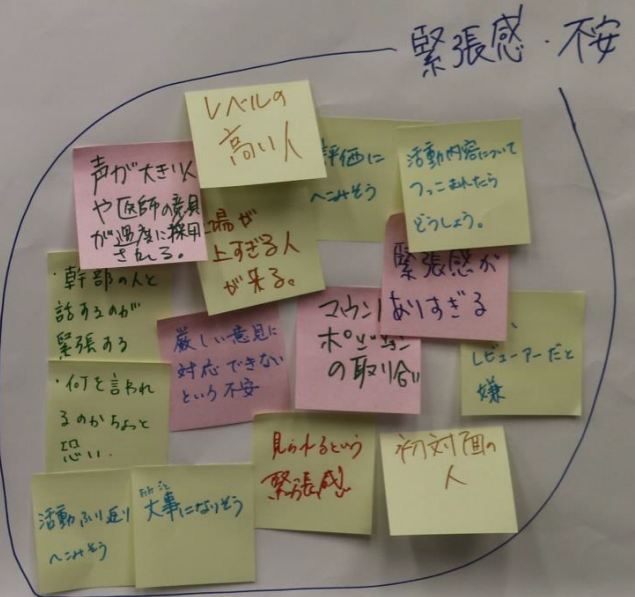 緊張感・不安
レベルの
高い人
声が大きい人
や医師の意見
が過度に採用
される。
場が
上すぎる人
が来る。
評価に
へこみそう
活動内容について
つっこまれたら
どうしよう。
・幹部の人と
話するのが
緊張する
厳しい意見に
対応できない
という不安
マウント
ポジション
の取り合い
緊張感が
ありすぎる
レビューアーだと
嫌
・何を言われ
るのかちょっと
恐い.
見られるという
緊張感
初対面の
人
活動ふり返り
へこみそう
大事になりそう